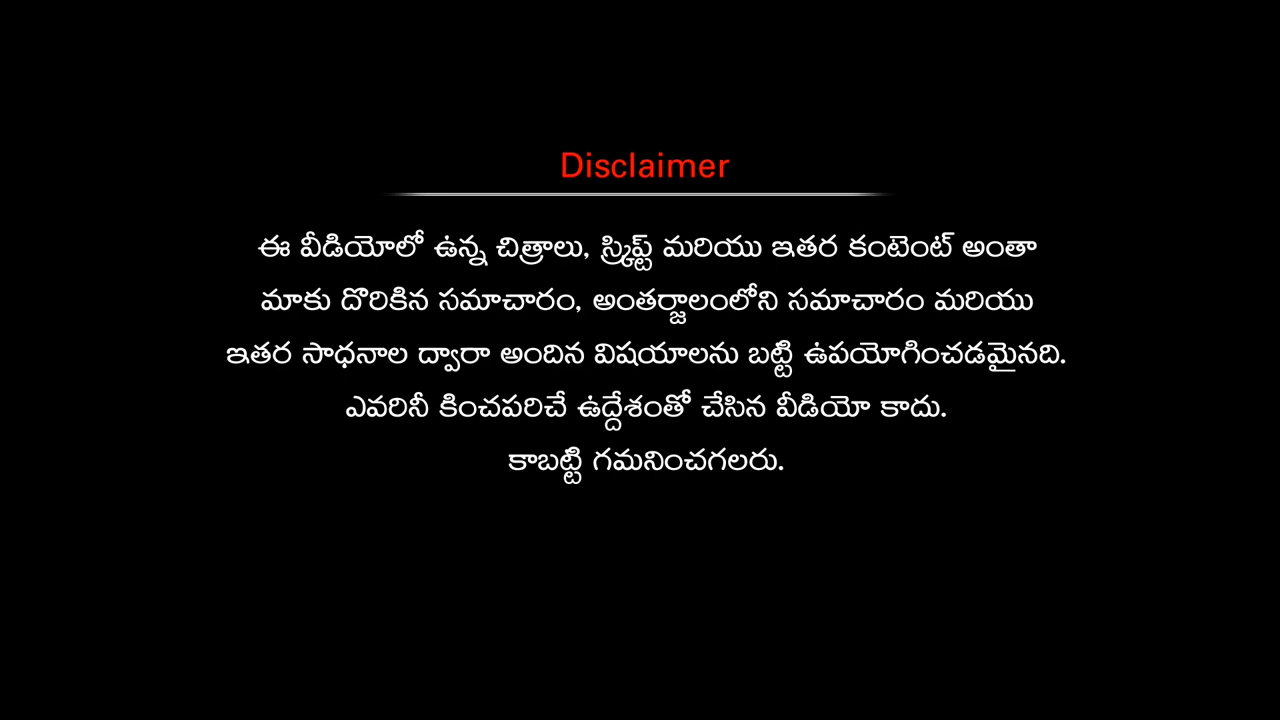 Disclaimer
ఈ వీడియోలో ఉన్న చిత్రాలు, స్క్రిప్ట్ మరియు ఇతర కంటెంట్ అంతా
మాకు దొరికిన సమాచారం, అంతర్జాలంలోని సమాచారం మరియు
ఇతర సాధనాల ద్వారా అందిన విషయాలను బట్టి ఉపయోగించడమైనది.
ఎవరినీ కించపరిచే ఉద్దేశంతో చేసిన వీడియో కాదు.
కాబట్టి గమనించగలరు.